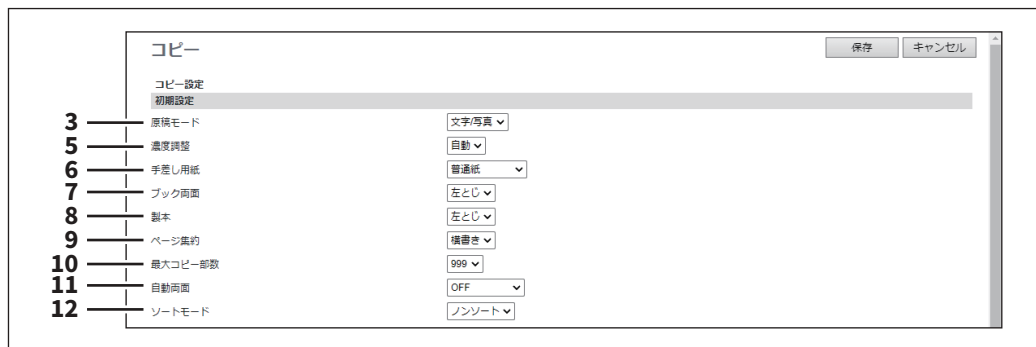 コピー 保存 キャンセル
コピー設定
初期設定
3 原稿モード 文字/写真
5 濃度調整 自動
6 手差し用紙 普通紙
7 ブック両面 左とじ
8 製本 左とじ
9 ページ集約 横書き
10 最大コピー部数 999
11 自動両面 OFF
12 ソートモード ノンソート